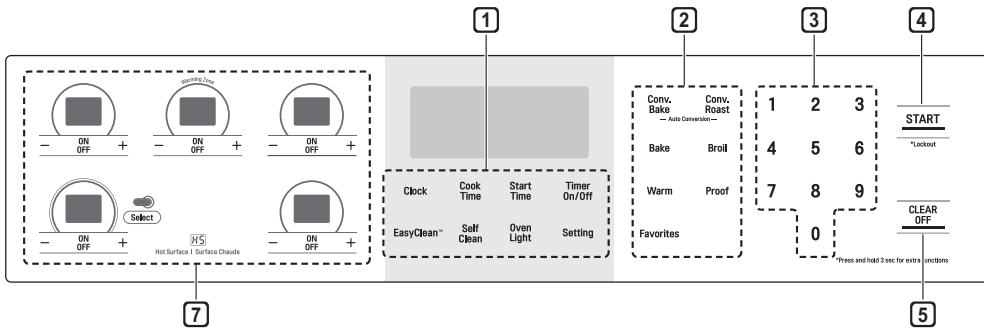 1 2 3 4
Warming Zone
ON
OFF
- +
ON
OFF
- +
ON
OFF
- +
Select
ON
OFF
- +
HS
Hot Surface | Surface Chaude
ON
OFF
- +
Clock Cook Time Start Time Timer On/Off
EasyClean™ Self Clean Oven Light Setting
Conv. Bake Conv. Roast
— Auto Conversion —
Bake Broil
Warm Proof
Favorites
1 2 3
4 5 6
7 8 9
0
START
*Lockout
CLEAR
OFF
*Press and hold 3 sec for extra functions
7 5